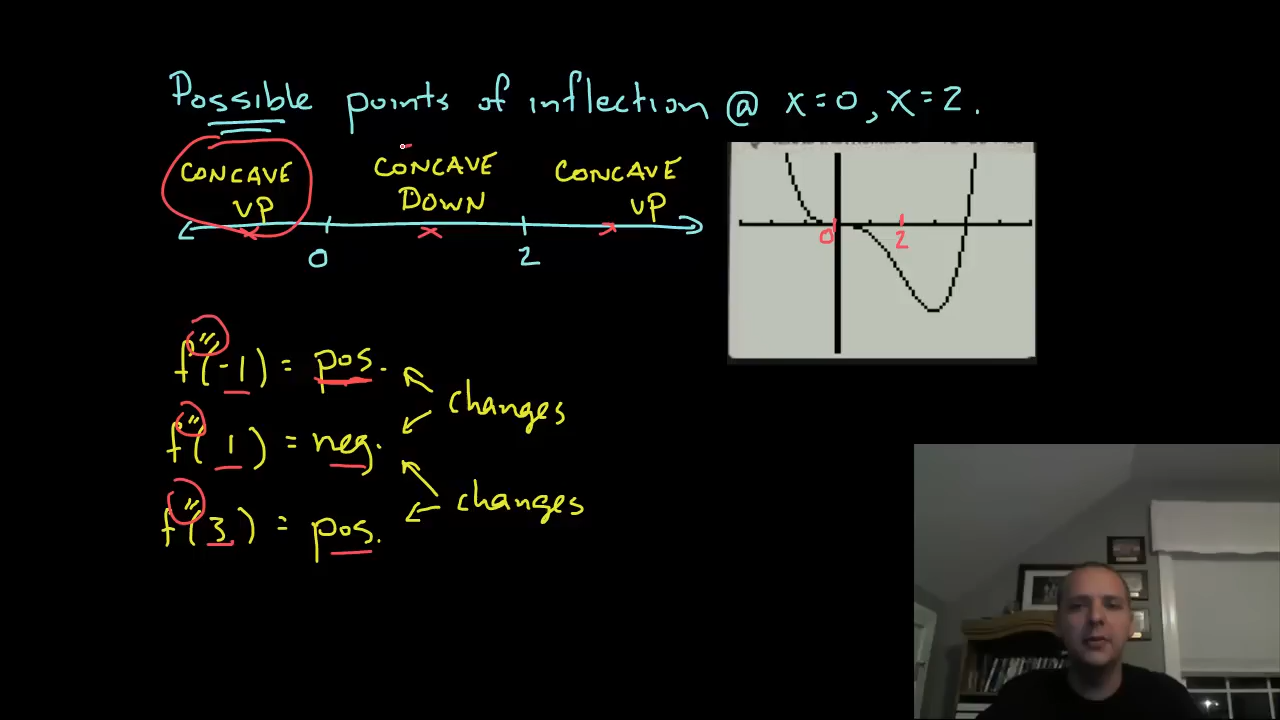 Possible points of inflection @ x=0, x=2.
CONCAVE UP
CONCAVE DOWN
CONCAVE UP
0
2
0
2
f''(-1) = pos.
changes
f''(1) = neg.
changes
f''(3) = pos.